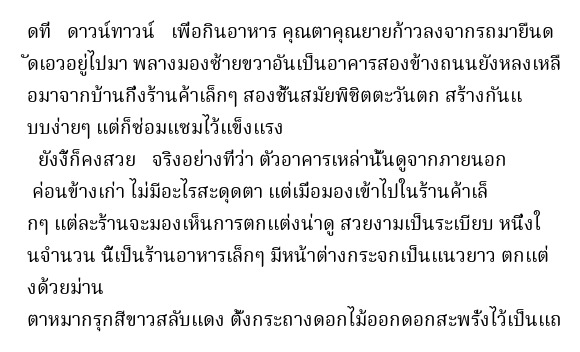 ดที่   ดาวน์ทาวน์   เพื่อกินอาหาร คุณตาคุณยายก้าวลงจากรถมายืนด
ัดเอวอยู่ไปมา พลางมองซ้ายขวาอันเป็นอาคารสองข้างถนนยังหลงเหลื
อมาจากบ้านกึ่งร้านค้าเล็กๆ สองชั้นสมัยพิชิตตะวันตก สร้างกันแ
บบง่ายๆ แต่ก็ซ่อมแซมไว้แข็งแรง
ยังงี้ก็คงสวย   จริงอย่างที่ว่า ตัวอาคารเหล่านั้นดูจากภายนอก
ค่อนข้างเก่า ไม่มีอะไรสะดุดตา แต่เมื่อมองเข้าไปในร้านค้าเล็
กๆ แต่ละร้านจะมองเห็นการตกแต่งน่าดู สวยงามเป็นระเบียบ หนึ่งใ
นจำนวน นี้เป็นร้านอาหารเล็กๆ มีหน้าต่างกระจกเป็นแนวยาว ตกแต่
งด้วยม่าน
ตาหมากรุกสีขาวสลับแดง ตั้งกระถางดอกไม้ออกดอกสะพรั่งไว้เป็นแถ